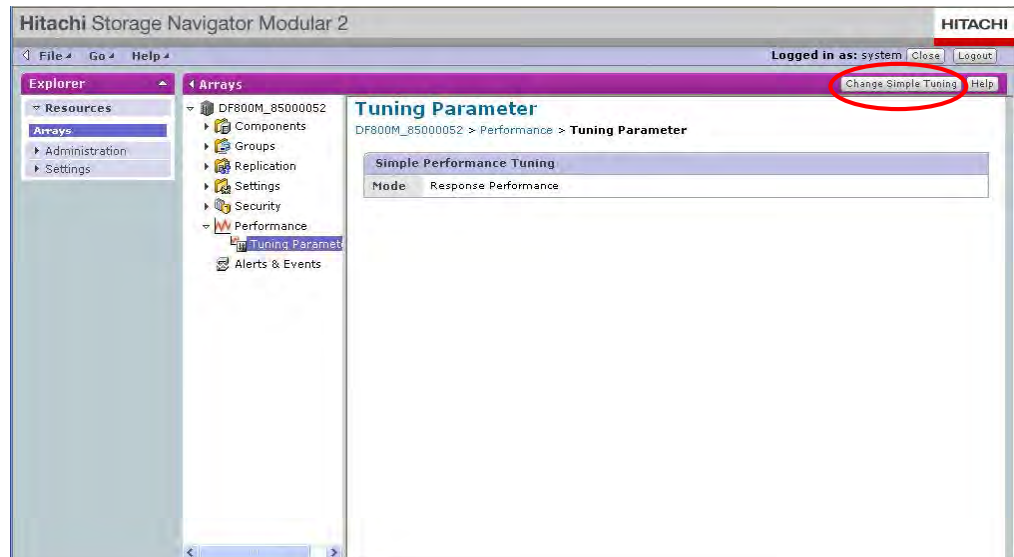 Hitachi Storage Navigator Modular 2
HITACHI
File Go Help
Logged in as: system Close Logout
Explorer
Arrays
Change Simple Tuning Help
Resources
Arrays
Administration
Settings
DF800M_85000052
Components
Groups
Replication
Settings
Security
Performance
Tuning Paramet
Alerts & Events
Tuning Parameter
DF800M_85000052 > Performance > Tuning Parameter
Simple Performance Tuning
Mode Response Performance